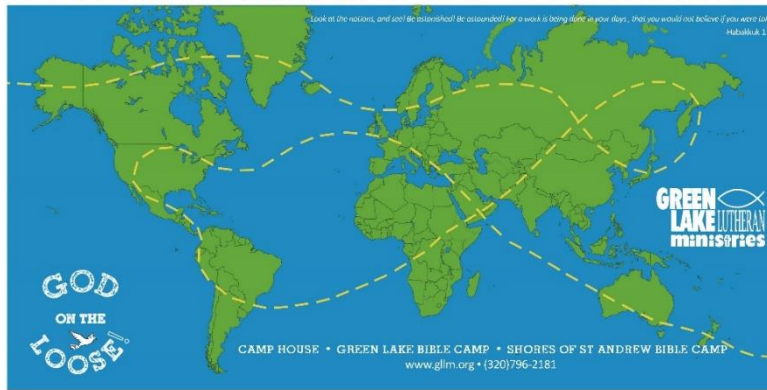 Look at the nations, and see! Be astonished! Be astounded! For a work is being done in your days, that you would not believe if you were
Habakkuk 1
GREEN
LAKE LUTHERAN
ministries
GOD
ON THE
LOOSE!
CAMP HOUSE • GREEN LAKE BIBLE CAMP • SHORES OF ST ANDREW BIBLE CAMP
www.gllm.org • (320)796-2181